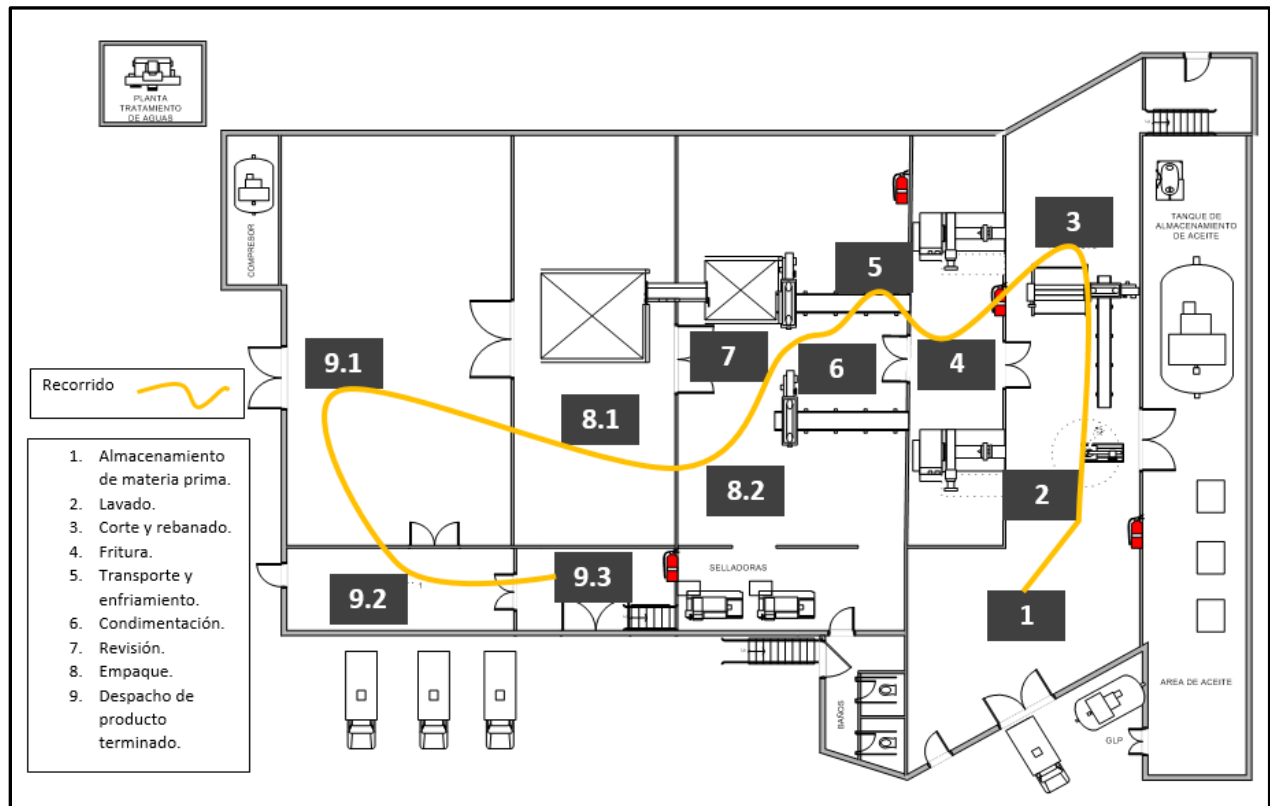 PLANTA
TRATAMIENTO
DE AGUAS
COMPRESOR
TANQUE DE
ALMACENAMIENTO
DE ACEITE
3
5
9.1
7
6
4
8.1
8.2
2
9.2
9.3
1
SELLADORAS
BAÑOS
GLP
AREA DE ACEITE
Recorrido
1. Almacenamiento
de materia prima.
2. Lavado.
3. Corte y rebanado.
4. Fritura.
5. Transporte y
enfriamiento.
6. Condimentación.
7. Revisión.
8. Empaque.
9. Despacho de
producto
terminado.